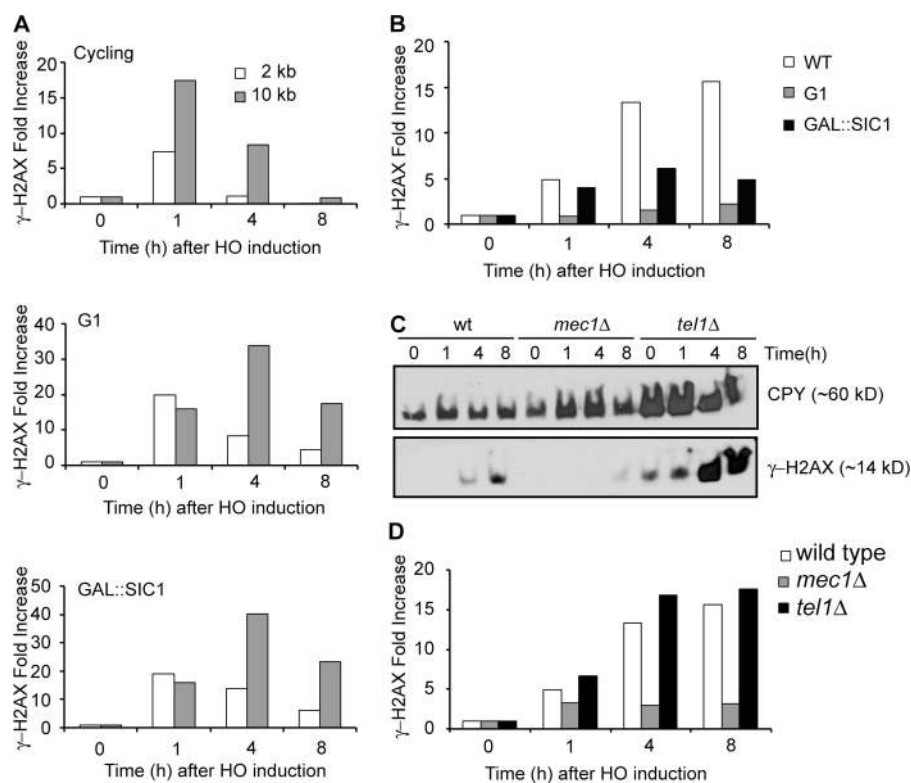 A
Cycling
γ–H2AX Fold Increase
20
15
10
5
0
2 kb
10 kb
0 1 4 8
Time (h) after HO induction
G1
γ–H2AX Fold Increase
40
30
20
10
0
0 1 4 8
Time (h) after HO induction
GAL::SIC1
γ–H2AX Fold Increase
50
40
30
20
10
0
0 1 4 8
Time (h) after HO induction
B
γ–H2AX Fold Increase
20
15
10
5
0
WT
G1
GAL::SIC1
0 1 4 8
Time (h) after HO induction
C
wt mec1Δ tel1Δ
0 1 4 8 0 1 4 8 0 1 4 8 Time(h)
CPY (~60 kD)
γ–H2AX (~14 kD)
D
γ–H2AX Fold Increase
20
15
10
5
0
wild type
mec1Δ
tel1Δ
0 1 4 8
Time (h) after HO induction